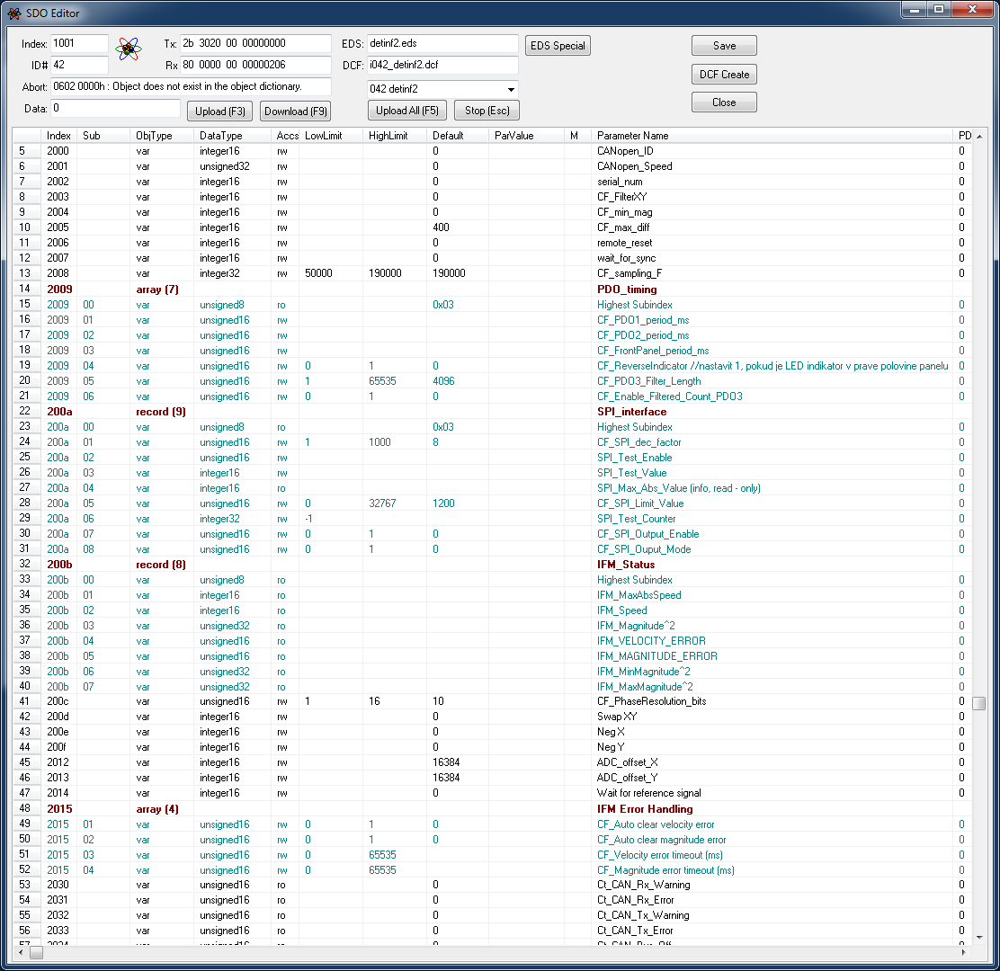 SDO Editor
Index: 1001 Tx: 2b 3020 00 00000000 EDS: detinf2.eds EDS Special Save
ID# 42 Rx 80 0000 00 00000206 DCF: i042_detinf2.dcf DCF Create
Abort: 0602 0000h : Object does not exist in the object dictionary. 042 detinf2
Data: 0 Upload (F3) Download (F9) Upload All (F5) Stop (Esc) Close
Index Sub ObjType DataType Accs LowLimit HighLimit Default ParValue M Parameter Name PD
5 2000 var integer16 rw 0 CANopen_ID 0
6 2001 var unsigned32 rw 0 CANopen_Speed 0
7 2002 var integer16 rw 0 serial_num 0
8 2003 var integer16 rw 0 CF_FilterXY 0
9 2004 var integer16 rw 0 CF_min_mag 0
10 2005 var integer16 rw 400 CF_max_diff 0
11 2006 var integer16 rw 0 remote_reset 0
12 2007 var integer16 rw 0 wait_for_sync 0
13 2008 var integer32 rw 50000 190000 190000 CF_sampling_F 0
14 2009 array (7) PDO_timing
15 2009 00 var unsigned8 ro 0x03 Highest Subindex 0
16 2009 01 var unsigned16 rw CF_PDO1_period_ms 0
17 2009 02 var unsigned16 rw CF_PDO2_period_ms 0
18 2009 03 var unsigned16 rw CF_FrontPanel_period_ms 0
19 2009 04 var unsigned16 rw 0 1 0 CF_ReverseIndicator //nastavit 1, pokud je LED indikator v prave polovine panelu 0
20 2009 05 var unsigned16 rw 1 65535 4096 CF_PDO3_Filter_Length 0
21 2009 06 var unsigned16 rw 0 1 0 CF_Enable_Filtered_Count_PDO3 0
22 200a record (9) SPI_interface
23 200a 00 var unsigned8 ro 0x03 Highest Subindex 0
24 200a 01 var unsigned16 rw 1 1000 8 CF_SPI_dec_factor 0
25 200a 02 var unsigned16 rw SPI_Test_Enable 0
26 200a 03 var integer16 rw SPI_Test_Value 0
27 200a 04 var integer16 ro SPI_Max_Abs_Value (info, read - only) 0
28 200a 05 var unsigned16 rw 0 32767 1200 CF_SPI_Limit_Value 0
29 200a 06 var integer32 rw -1 SPI_Test_Counter 0
30 200a 07 var unsigned16 rw 0 1 0 CF_SPI_Output_Enable 0
31 200a 08 var unsigned16 rw 0 1 0 CF_SPI_Ouput_Mode 0
32 200b record (8) IFM_Status
33 200b 00 var unsigned8 ro Highest Subindex 0
34 200b 01 var integer16 ro IFM_MaxAbsSpeed 0
35 200b 02 var integer16 ro IFM_Speed 0
36 200b 03 var unsigned32 ro IFM_Magnitude^2 0
37 200b 04 var unsigned16 ro IFM_VELOCITY_ERROR 0
38 200b 05 var unsigned16 ro IFM_MAGNITUDE_ERROR 0
39 200b 06 var unsigned32 ro IFM_MinMagnitude^2 0
40 200b 07 var unsigned32 ro IFM_MaxMagnitude^2 0
41 200c var unsigned16 rw 1 16 10 CF_PhaseResolution_bits 0
42 200d var integer16 rw 0 Swap XY 0
43 200e var integer16 rw 0 Neg X 0
44 200f var integer16 rw 0 Neg Y 0
45 2012 var integer16 rw 16384 ADC_offset_X 0
46 2013 var integer16 rw 16384 ADC_offset_Y 0
47 2014 var integer16 rw 0 Wait for reference signal 0
48 2015 array (4) IFM Error Handling
49 2015 01 var unsigned16 rw 0 1 0 CF_Auto clear velocity error 0
50 2015 02 var unsigned16 rw 0 1 0 CF_Auto clear magnitude error 0
51 2015 03 var unsigned16 rw 0 65535 CF_Velocity error timeout (ms) 0
52 2015 04 var unsigned16 rw 0 65535 CF_Magnitude error timeout (ms) 0
53 2030 var unsigned16 ro 0 Ct_CAN_Rx_Warning 0
54 2031 var unsigned16 ro 0 Ct_CAN_Rx_Error 0
55 2032 var unsigned16 ro 0 Ct_CAN_Tx_Warning 0
56 2033 var unsigned16 ro 0 Ct_CAN_Tx_Error 0